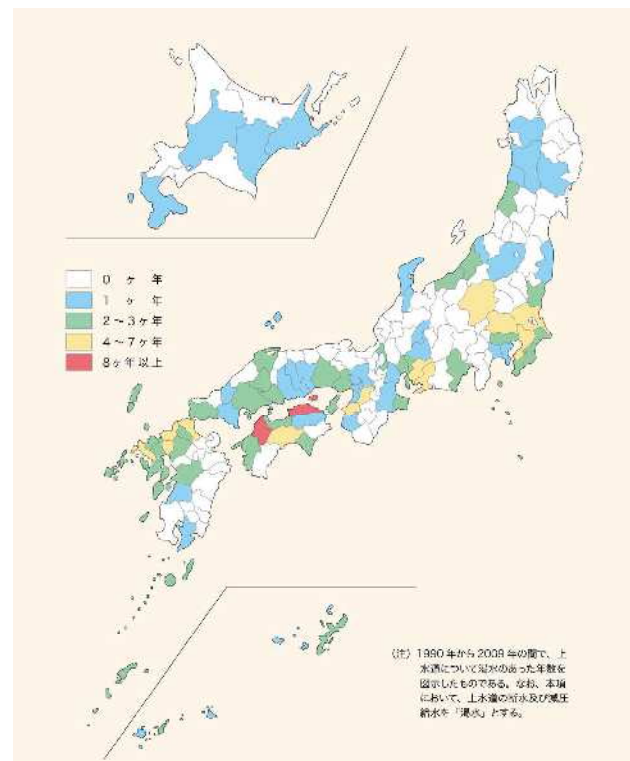 0 ヶ 年
1 ヶ 年
2～3ヶ年
4～7ヶ年
8ヶ年以上
(注) 1990年から2009年の間で、上
水道について渇水のあった年数を
図示したものである。なお、本項
において、上水道の断水及び減圧
給水を「渇水」とする。